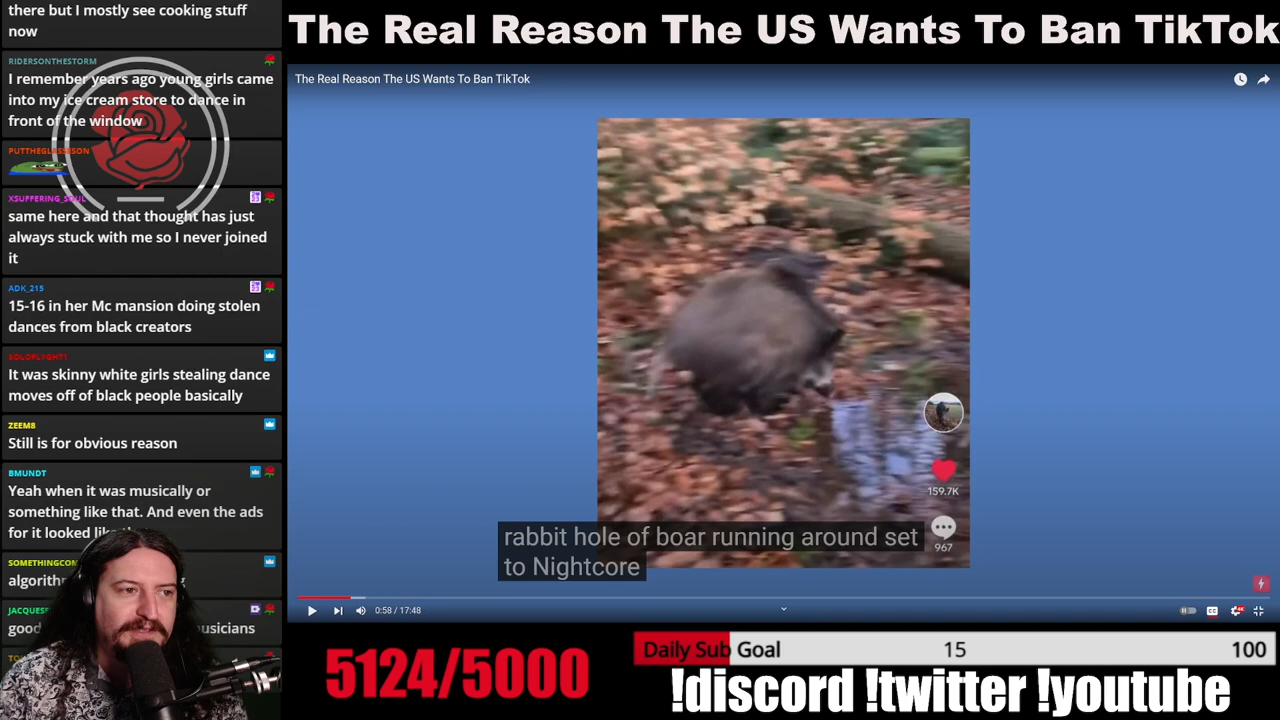 there but I mostly see cooking stuff
now
RIDERSONTHESTORM
I remember years ago young girls came
into my ice cream store to dance in
front of the window
XSUFFERING_SOUL
same here and that thought has just
always stuck with me so I never joined
it
ADK_215
15-16 in her Mc mansion doing stolen
dances from black creators
SOLOFLYGHT1
It was skinny white girls stealing dance
moves off of black people basically
ZEEM8
Still is for obvious reason
BMUNDT
Yeah when it was musically or
something like that. And even the ads
for it looked like
The Real Reason The US Wants To Ban TikTok
The Real Reason The US Wants To Ban TikTok
159.7K
967
rabbit hole of boar running around set
to Nightcore
0:58 / 17:48
CC
5124/5000
Daily Sub Goal 15 100
!discord !twitter !youtube